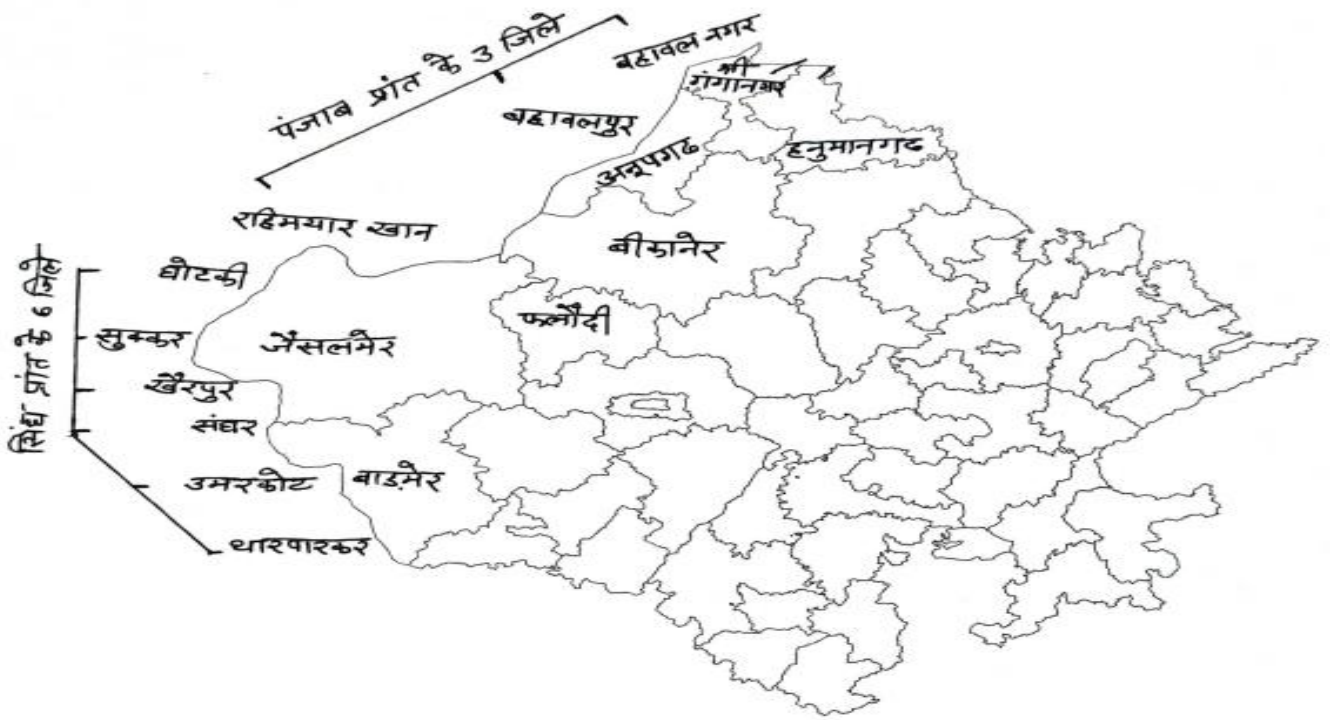 पंजाब प्रांत के 3 जिले
बहावल नगर
श्री
गंगानगर
बहावलपुर
अनूपगढ
हनुमानगढ
रहिमयार खान
बीकानेर
घोटकी
सिंध प्रांत के 6 जिले
सुक्कर
जैसलमेर
फलौदी
खैरपुर
संघर
उमरकोट
बाड़मेर
थारपारकर